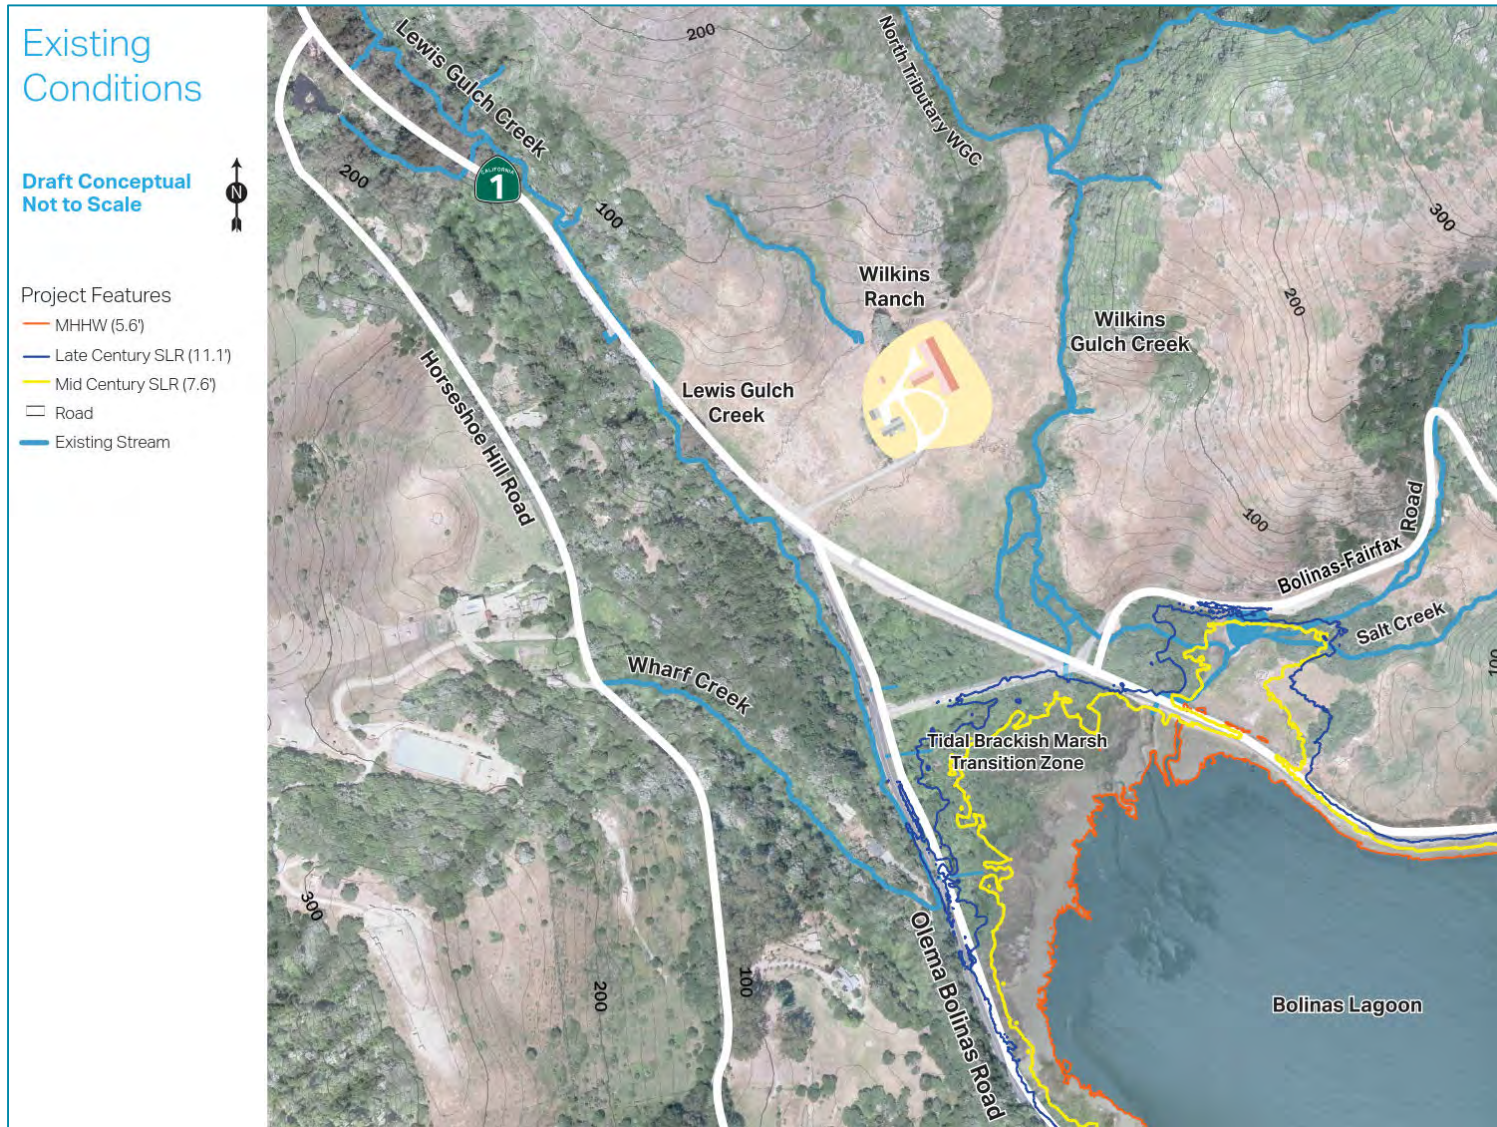 Existing
Conditions
Draft Conceptual
Not to Scale
N
Project Features
MHHW (5.6')
Late Century SLR (11.1')
Mid Century SLR (7.6')
Road
Existing Stream
200
Lewis Gulch Creek
North Tributary WGC
200
CALIFORNIA
1
100
300
Wilkins
Ranch
200
Wilkins
Gulch Creek
Horseshoe Hill Road
Lewis Gulch
Creek
100
Bolinas-Fairfax Road
Salt Creek
100
Wharf Creek
Tidal Brackish Marsh
Transition Zone
300
200
100
Olema Bolinas Road
Bolinas Lagoon